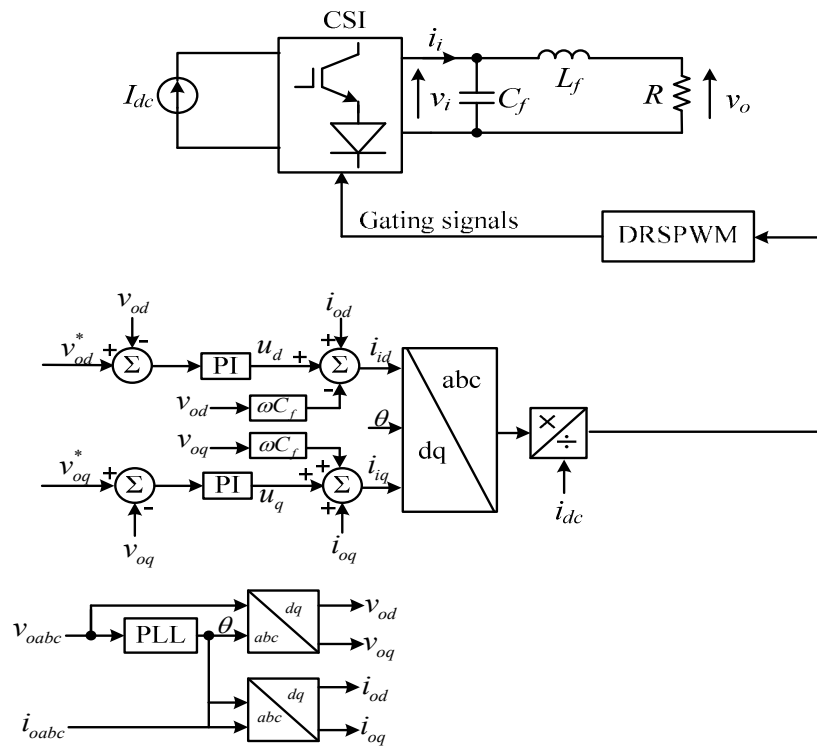 CSI
I_dc
i_i
v_i
C_f
L_f
R
v_o
Gating signals
DRSPWM
v_od
i_od
v_od^*
+
-
Σ
PI
u_d
+
+
-
Σ
i_id
abc
v_od
ωC_f
θ
v_oq
ωC_f
dq
×
÷
v_oq^*
+
-
Σ
PI
u_q
+
+
+
Σ
i_iq
i_dc
v_oq
i_oq
v_oabc
PLL
θ
dq
abc
v_od
v_oq
i_oabc
dq
abc
i_od
i_oq